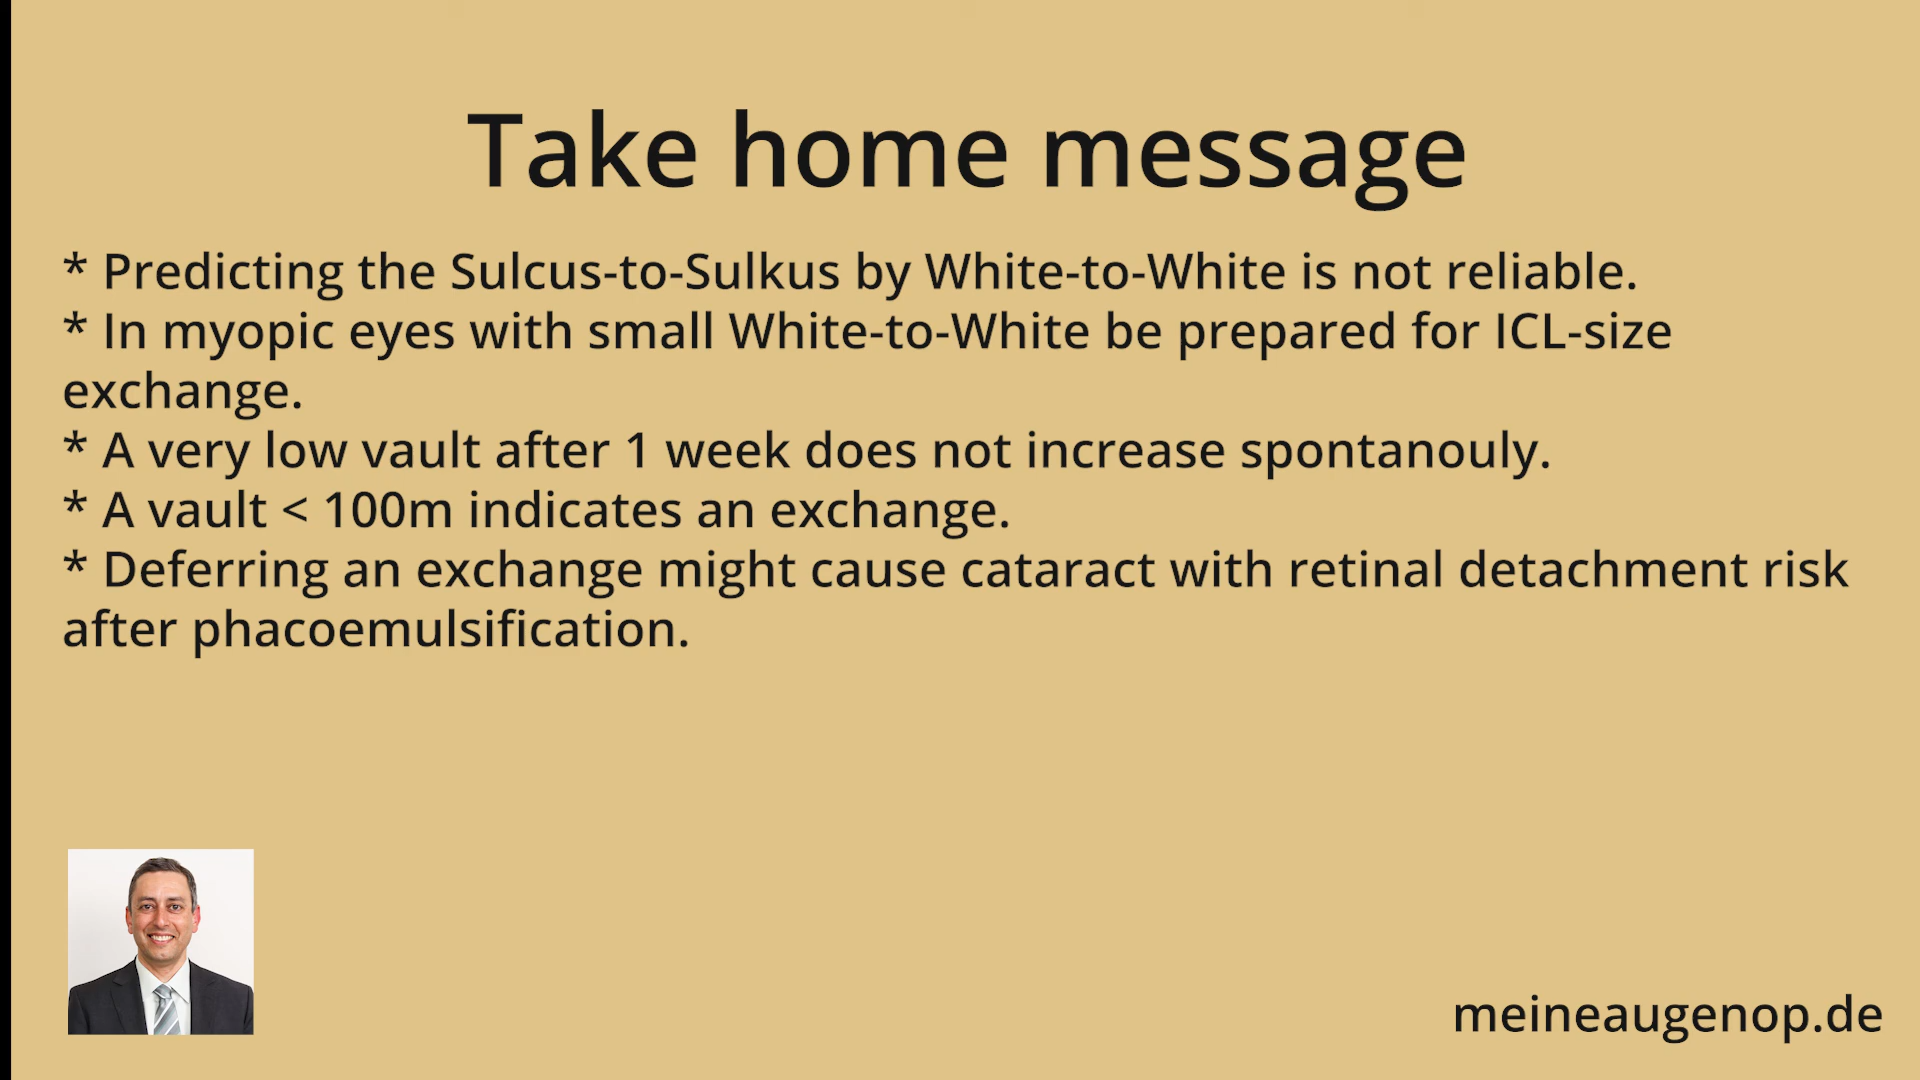 Take home message
* Predicting the Sulcus-to-Sulkus by White-to-White is not reliable.
* In myopic eyes with small White-to-White be prepared for ICL-size
exchange.
* A very low vault after 1 week does not increase spontanouly.
* A vault < 100m indicates an exchange.
* Deferring an exchange might cause cataract with retinal detachment risk
after phacoemulsification.
meineaugenop.de